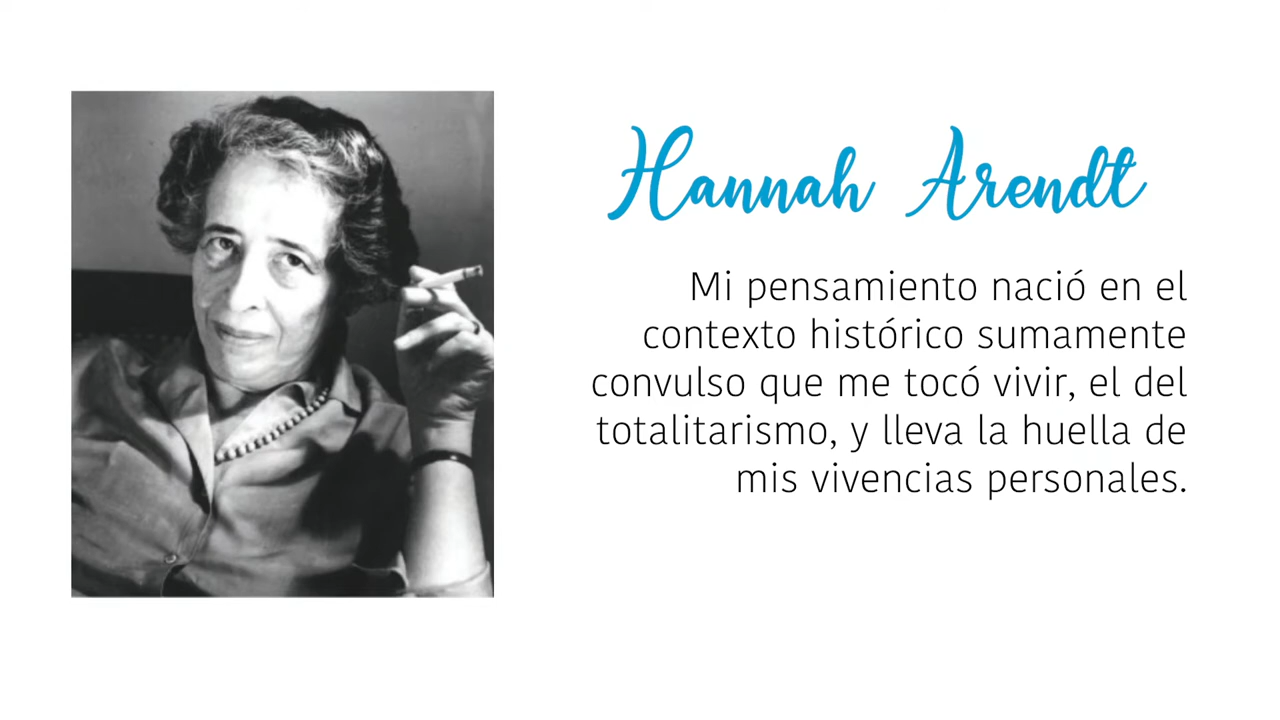 Hannah Arendt
Mi pensamiento nació en el
contexto histórico sumamente
convulso que me tocó vivir, el del
totalitarismo, y lleva la huella de
mis vivencias personales.